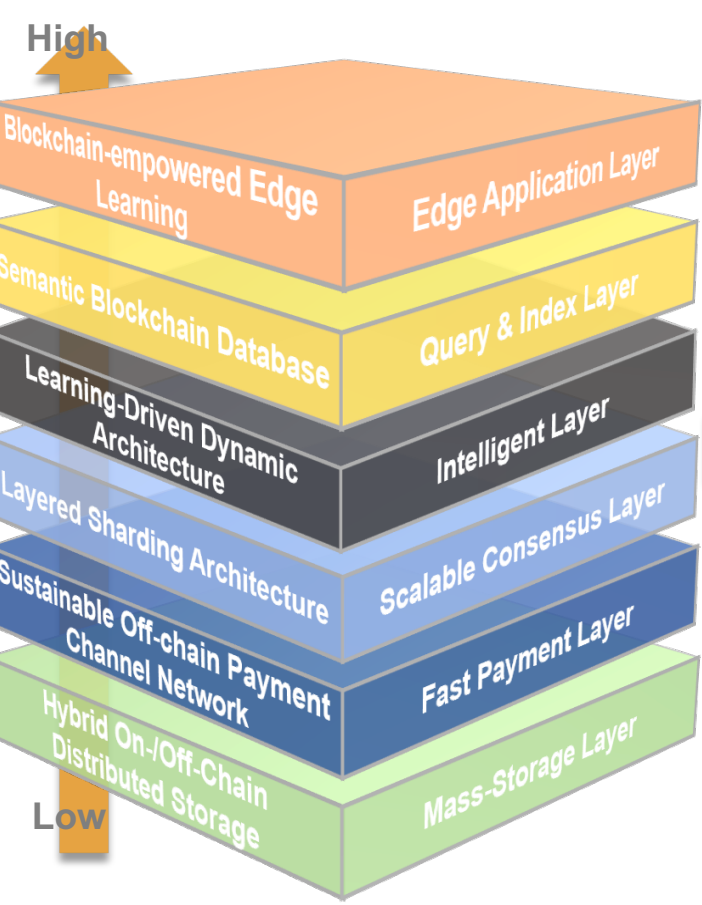 High
Blockchain-empowered Edge
Learning
Edge Application Layer
Semantic Blockchain Database
Query & Index Layer
Learning-Driven Dynamic
Architecture
Intelligent Layer
Layered Sharding Architecture
Scalable Consensus Layer
Sustainable Off-chain Payment
Channel Network
Fast Payment Layer
Hybrid On-/Off-Chain
Distributed Storage
Mass-Storage Layer
Low